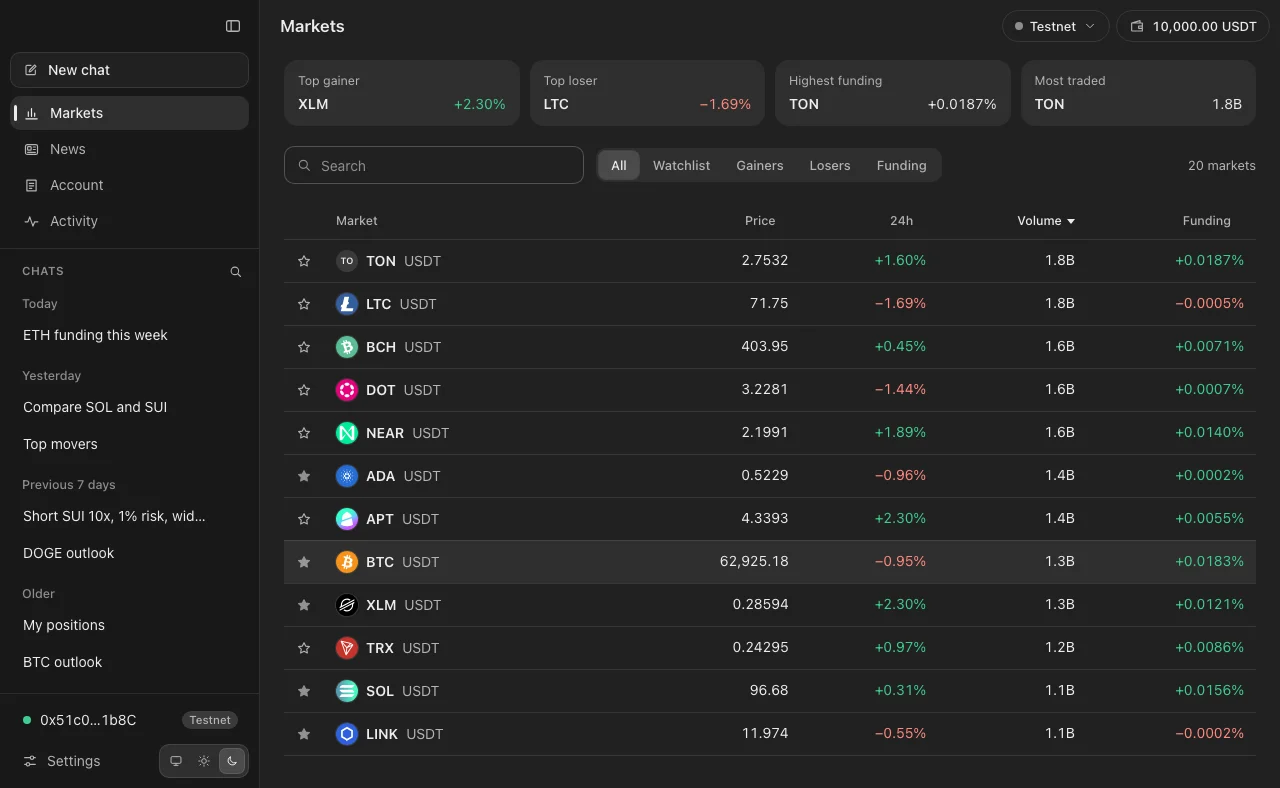 Markets
Testnet
10,000.00 USDT
New chat
Markets
News
Account
Activity
CHATS
Today
ETH funding this week
Yesterday
Compare SOL and SUI
Top movers
Previous 7 days
Short SUI 10x, 1% risk, wid...
DOGE outlook
Older
My positions
BTC outlook
0x51c0...1b8C Testnet
Settings
Top gainer
XLM +2.30%
Top loser
LTC −1.69%
Highest funding
TON +0.0187%
Most traded
TON 1.8B
Search
All Watchlist Gainers Losers Funding
20 markets
Market Price 24h Volume Funding
TO TON USDT 2.7532 +1.60% 1.8B +0.0187%
LTC USDT 71.75 −1.69% 1.8B −0.0005%
BCH USDT 403.95 +0.45% 1.6B +0.0071%
DOT USDT 3.2281 −1.44% 1.6B +0.0007%
NEAR USDT 2.1991 +1.89% 1.6B +0.0140%
ADA USDT 0.5229 −0.96% 1.4B +0.0002%
APT USDT 4.3393 +2.30% 1.4B +0.0055%
BTC USDT 62,925.18 −0.95% 1.3B +0.0183%
XLM USDT 0.28594 +2.30% 1.3B +0.0121%
TRX USDT 0.24295 +0.97% 1.2B +0.0086%
SOL USDT 96.68 +0.31% 1.1B +0.0156%
LINK USDT 11.974 −0.55% 1.1B −0.0002%